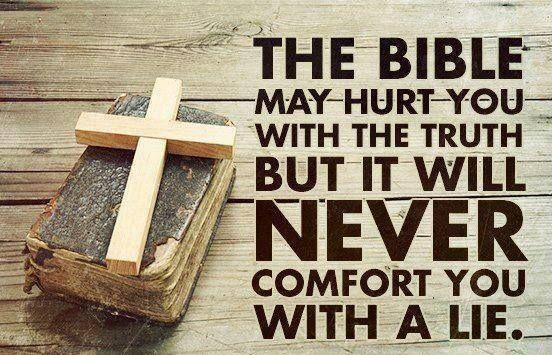 THE BIBLE
MAY HURT YOU
WITH THE TRUTH
BUT IT WILL
NEVER
COMFORT YOU
WITH A LIE.